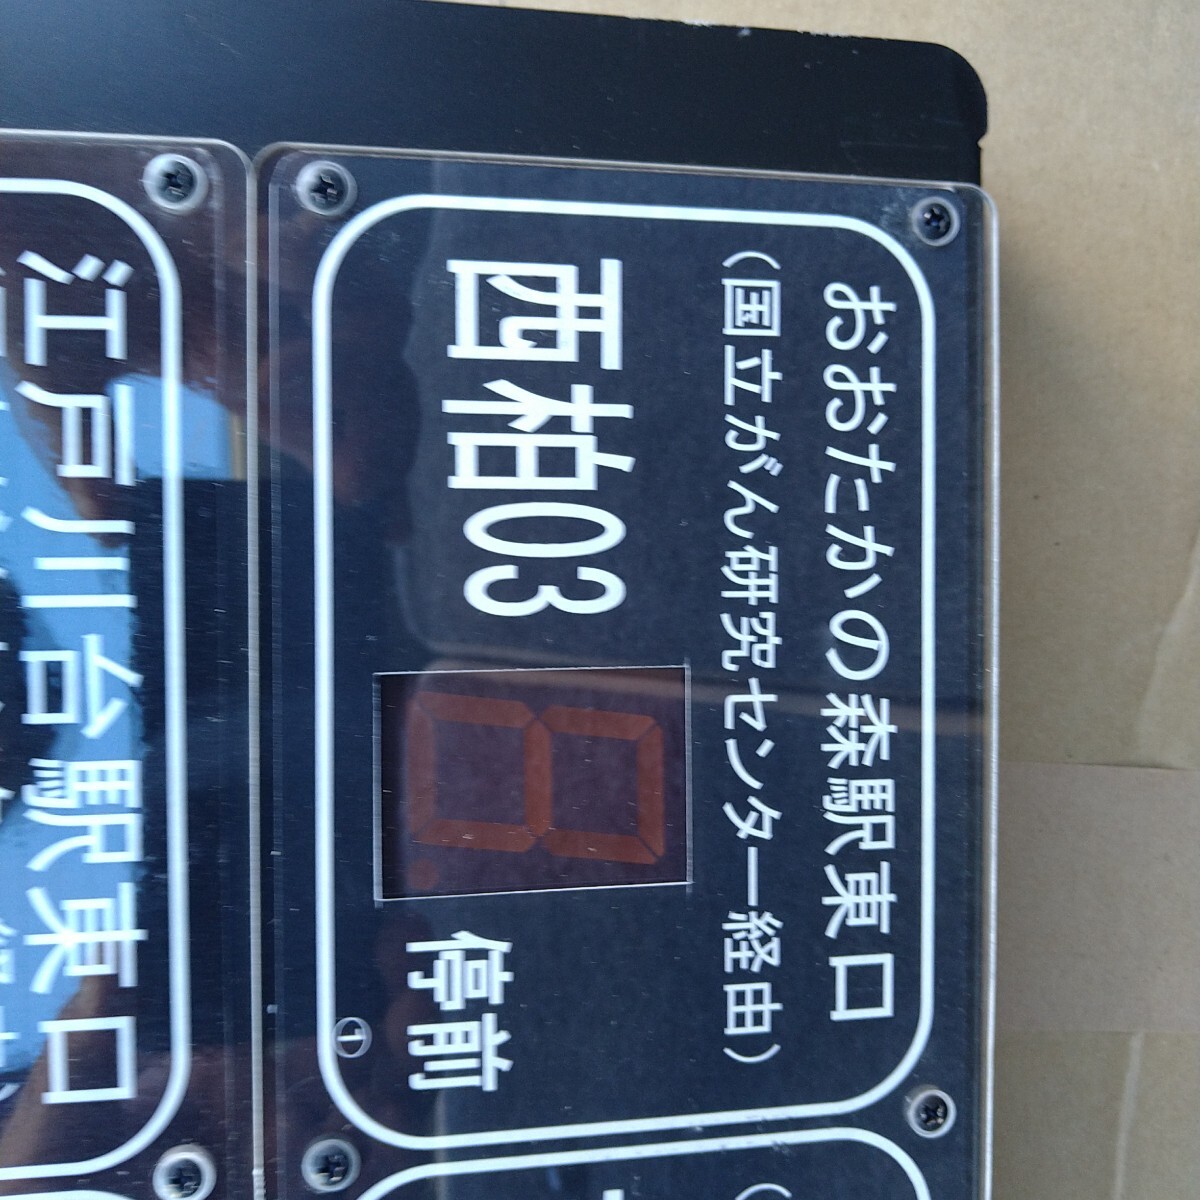 おおたかの森駅東口
(国立がん研究センター経由)
西柏03
停前
①
江戸川台駅東口